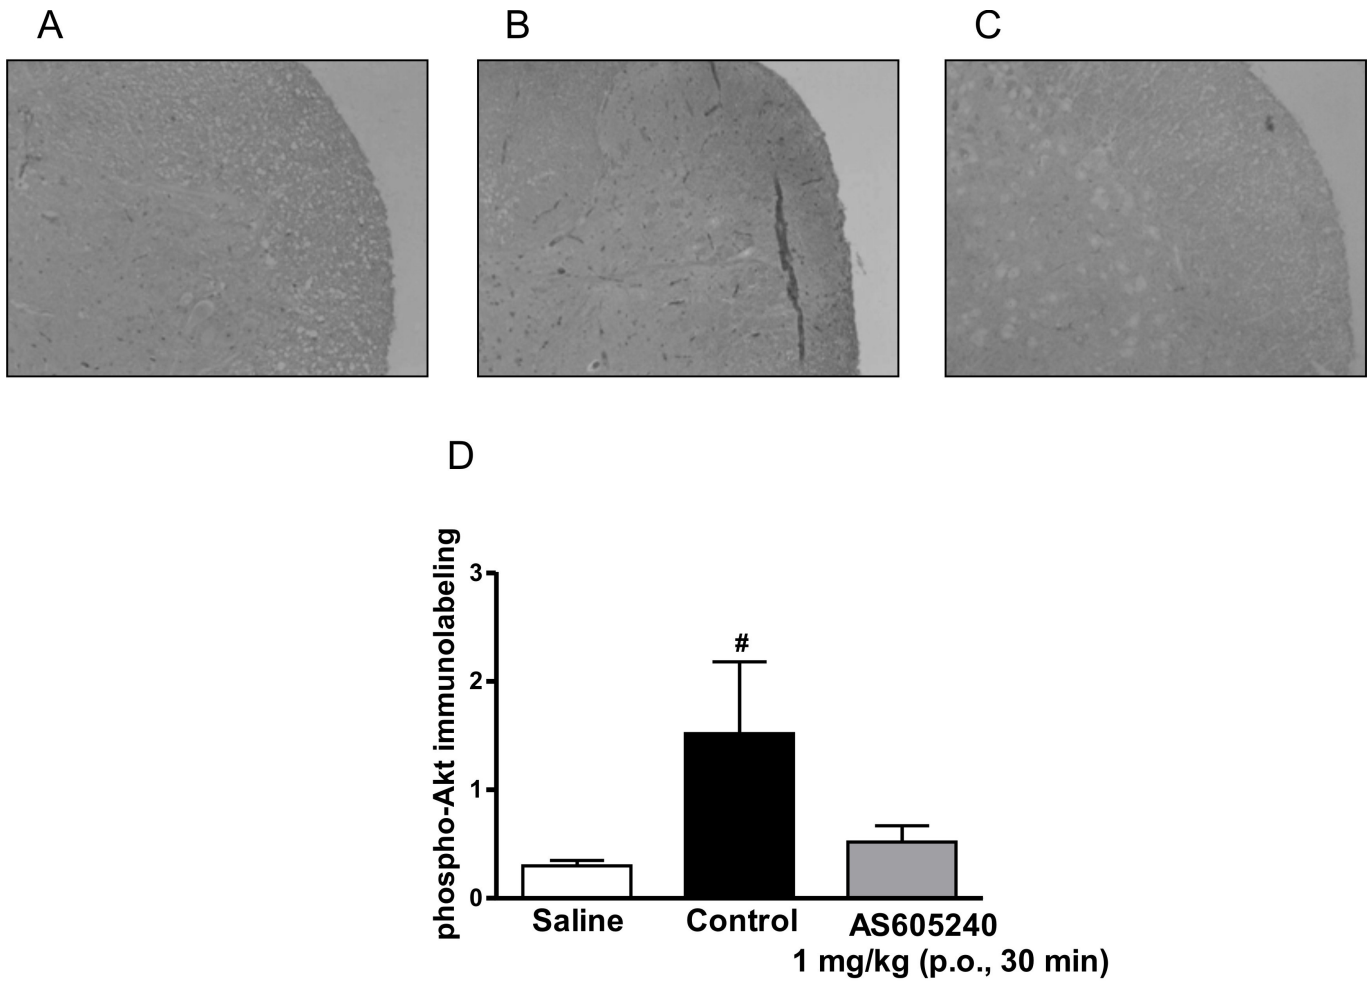 A
B
C
D
phospho-Akt immunolabeling
3
2
1
0
#
Saline
Control
AS605240
1 mg/kg (p.o., 30 min)